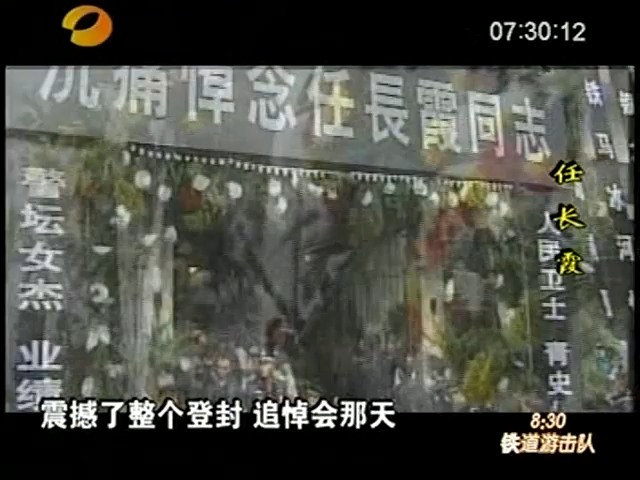 07:30:12
沉痛悼念任長霞同志
任长霞
警坛女杰 业绩
人民卫士 青史
铁马冰河
震撼了整个登封 追悼会那天
8:30
铁道游击队